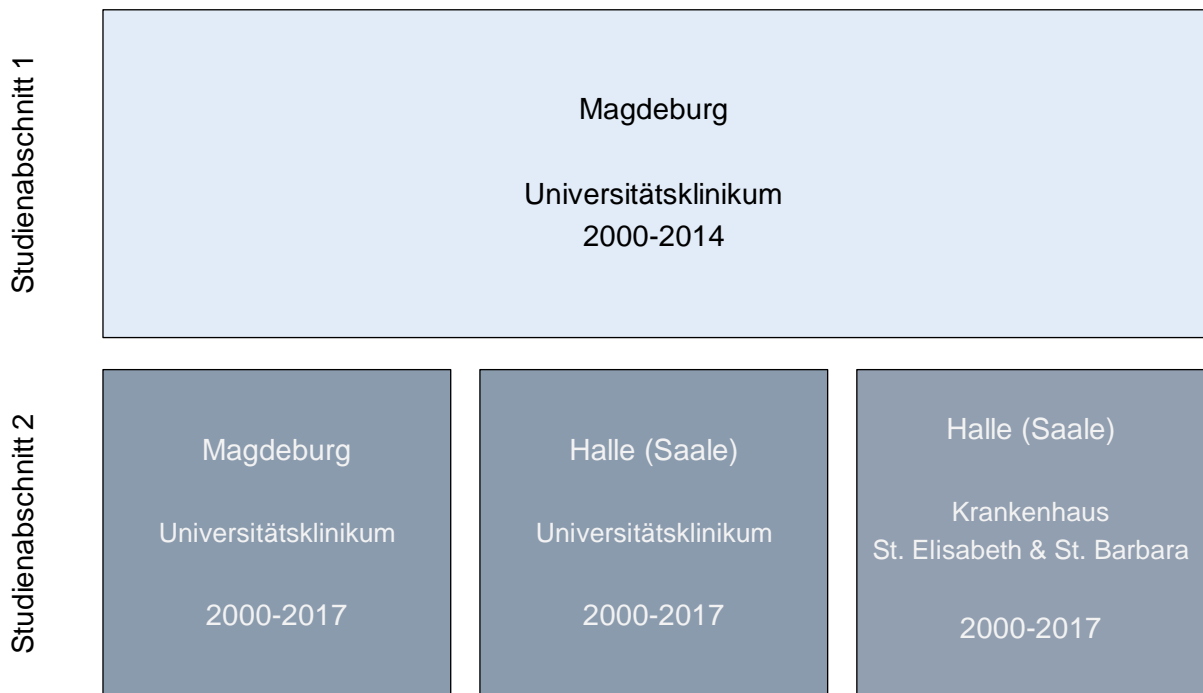 Studienabschnitt 1
Magdeburg
Universitätsklinikum
2000-2014
Studienabschnitt 2
Magdeburg
Universitätsklinikum
2000-2017
Halle (Saale)
Universitätsklinikum
2000-2017
Halle (Saale)
Krankenhaus
St. Elisabeth & St. Barbara
2000-2017